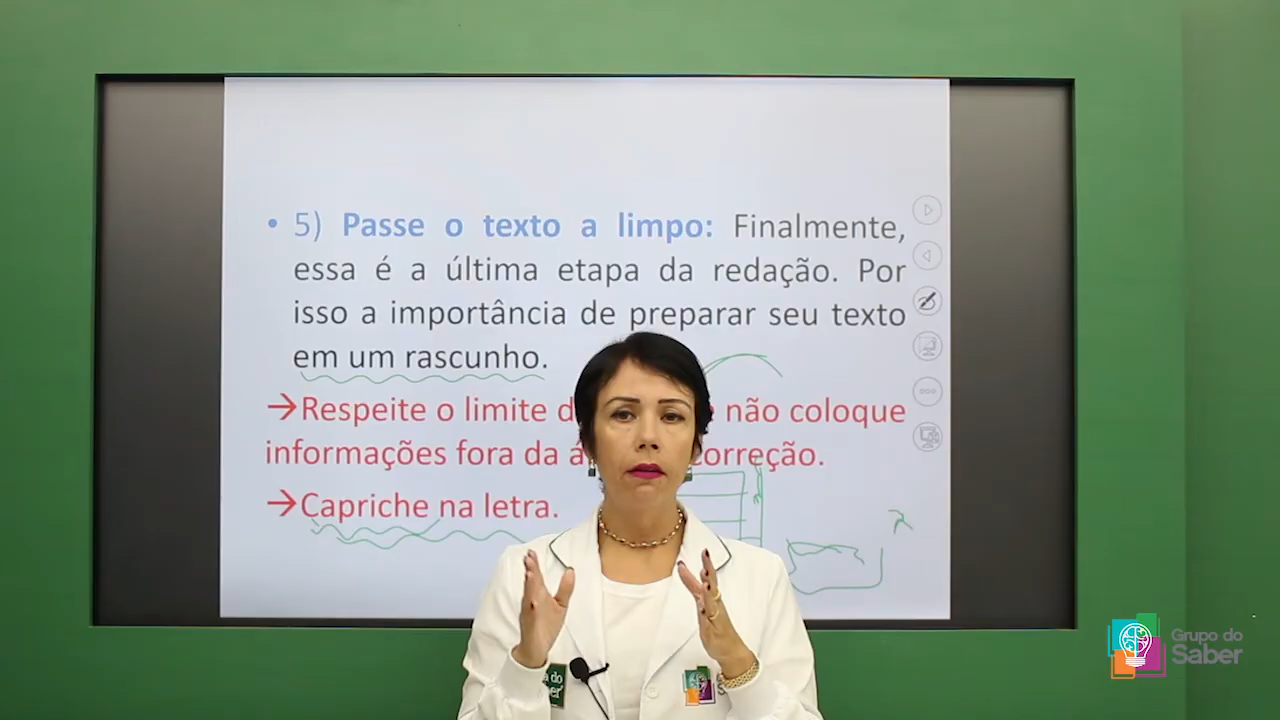 • 5) Passe o texto a limpo: Finalmente,
essa é a última etapa da redação. Por
isso a importância de preparar seu texto
em um rascunho.
→Respeite o limite d não coloque
informações fora da correção.
→Capriche na letra.
Grupo do
Saber